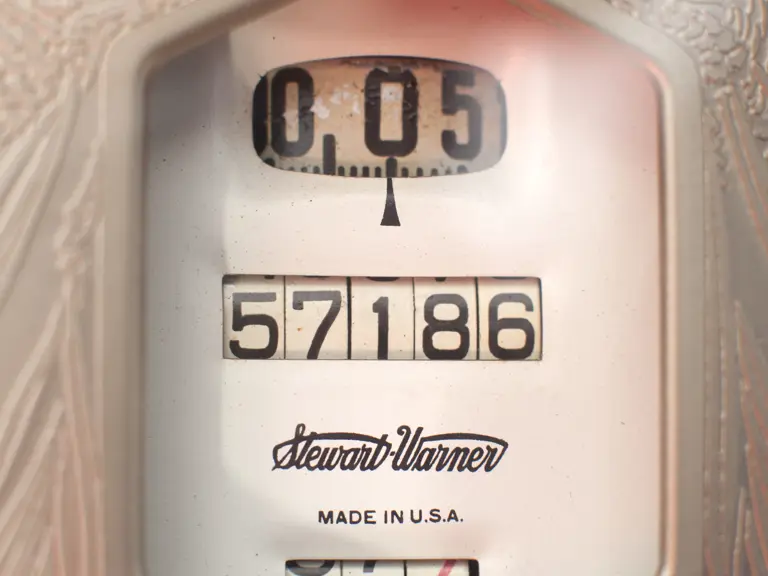 0 0 5
57186
Stewart-Warner
MADE IN U.S.A.